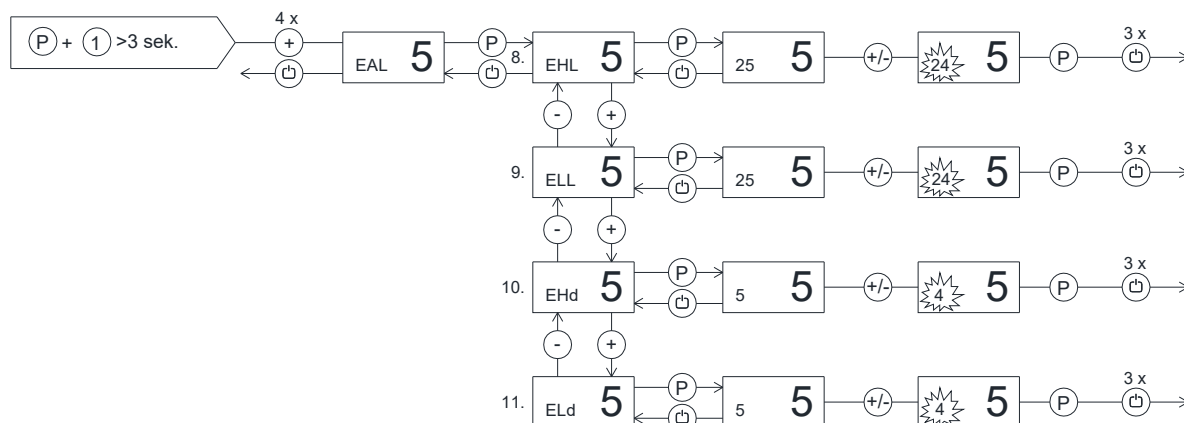 4 x
P + 1 >3 sek. + EAL 5 P 8. EHL 5 P 25 5 +/- 24 5 P 3 x
- +
9. ELL 5 P 25 5 +/- 24 5 P 3 x
- +
10. EHd 5 P 5 5 +/- 4 5 P 3 x
- +
11. ELd 5 P 5 5 +/- 4 5 P 3 x